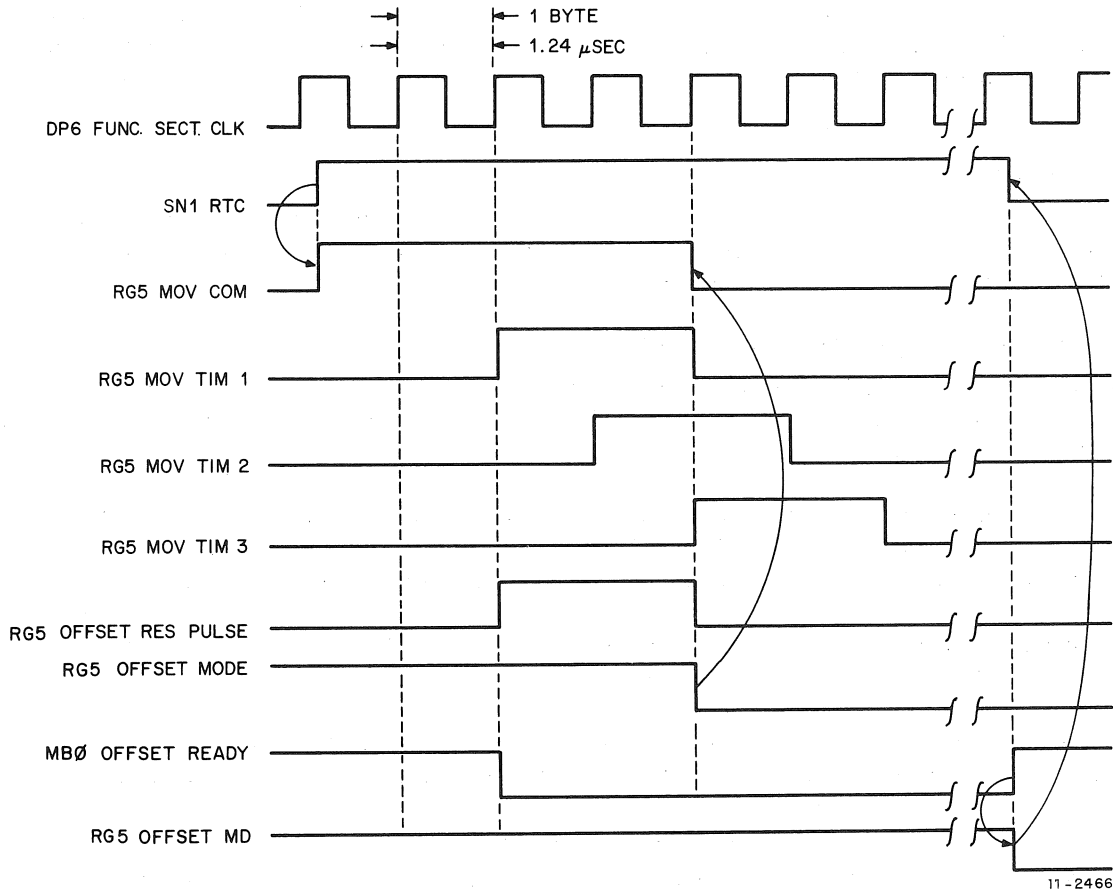 1 BYTE
1.24 μSEC
DP6 FUNC. SECT. CLK
SN1 RTC
RG5 MOV COM
RG5 MOV TIM 1
RG5 MOV TIM 2
RG5 MOV TIM 3
RG5 OFFSET RES PULSE
RG5 OFFSET MODE
MBØ OFFSET READY
RG5 OFFSET MD
11-2466